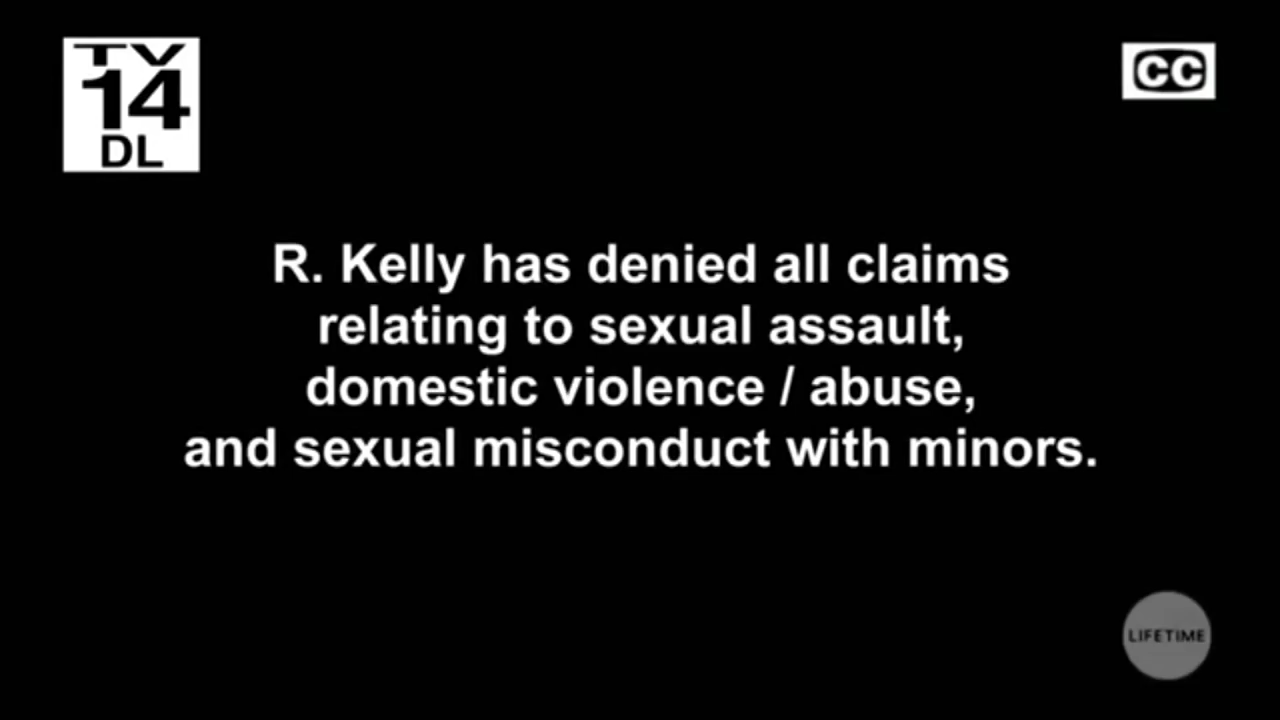 TV
14
DL
CC
R. Kelly has denied all claims
relating to sexual assault,
domestic violence / abuse,
and sexual misconduct with minors.
LIFETIME